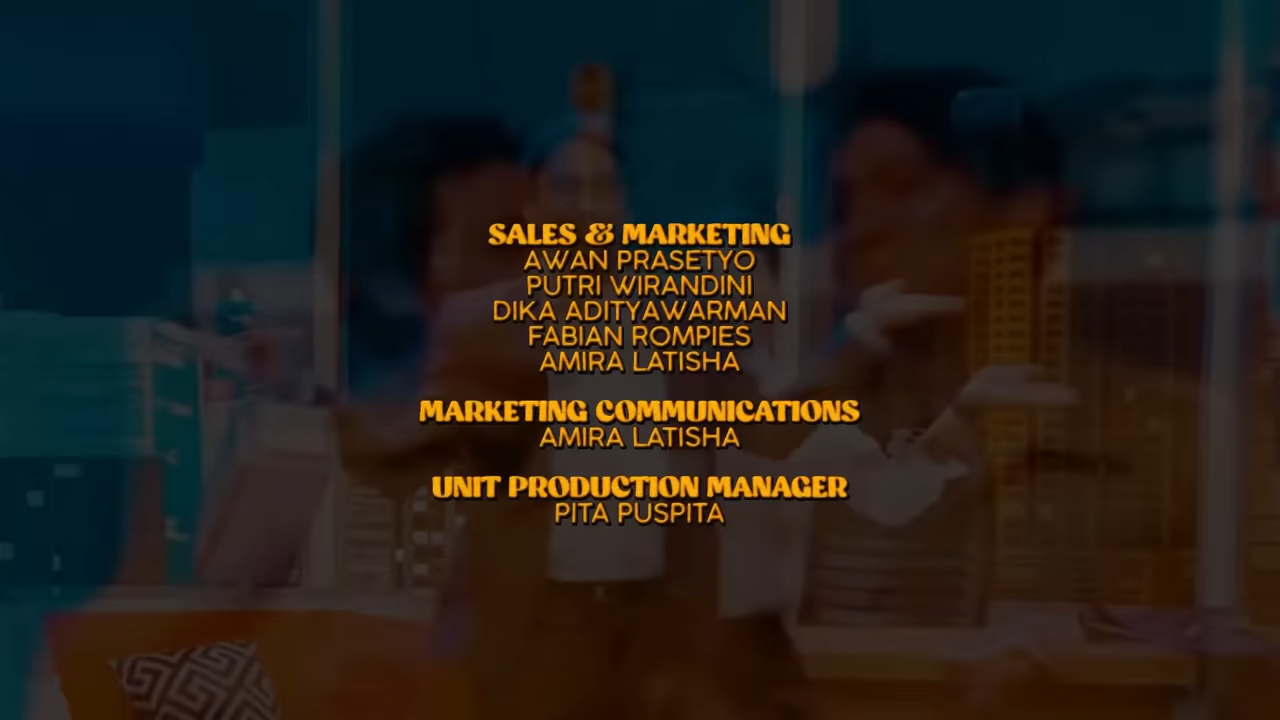 SALES & MARKETING
AWAN PRASETYO
PUTRI WIRANDINI
DIKA ADITYAWARMAN
FABIAN ROMPIES
AMIRA LATISHA
MARKETING COMMUNICATIONS
AMIRA LATISHA
UNIT PRODUCTION MANAGER
PITA PUSPITA